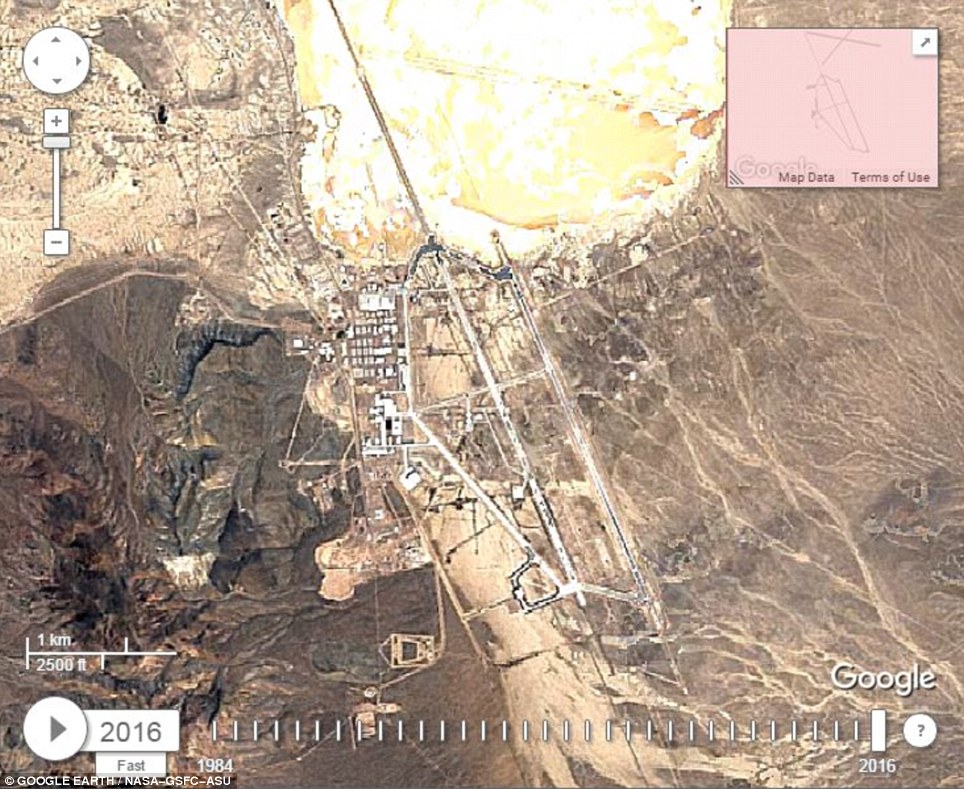 +
−
Google
Map Data
Terms of Use
1 km
2500 ft
Google
2016
Fast
1984
2016
?
© GOOGLE EARTH / NASA-GSFC-ASU